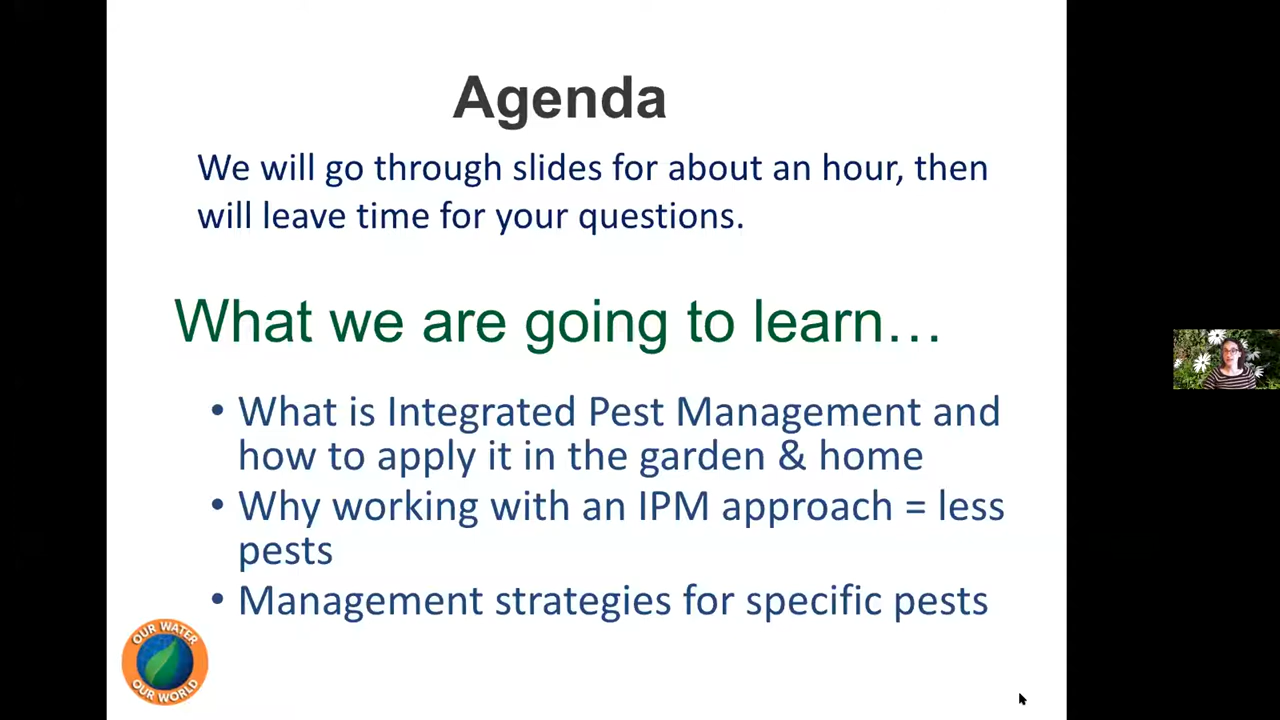 Agenda
We will go through slides for about an hour, then
will leave time for your questions.
What we are going to learn…
• What is Integrated Pest Management and
how to apply it in the garden & home
• Why working with an IPM approach = less
pests
• Management strategies for specific pests
OUR WATER
OUR WORLD